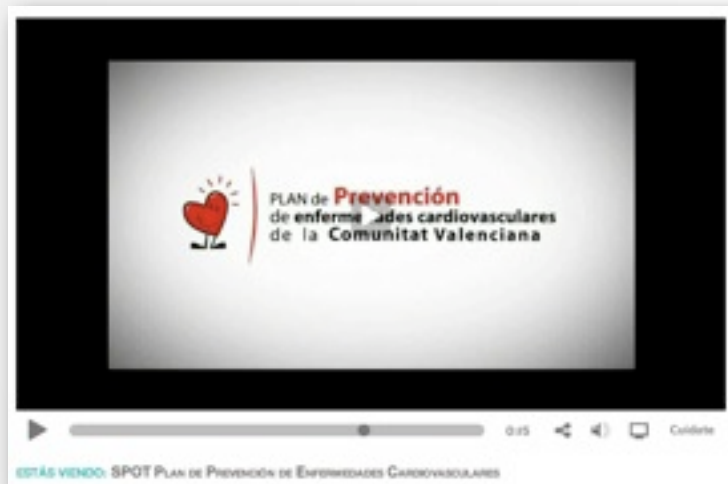 PLAN de Prevención
de enfermedades cardiovasculares
de la Comunitat Valenciana
0:15
Cuídate
ESTÁS VIENDO: SPOT PLAN DE PREVENCIÓN DE ENFERMEDADES CARDIOVASCULARES